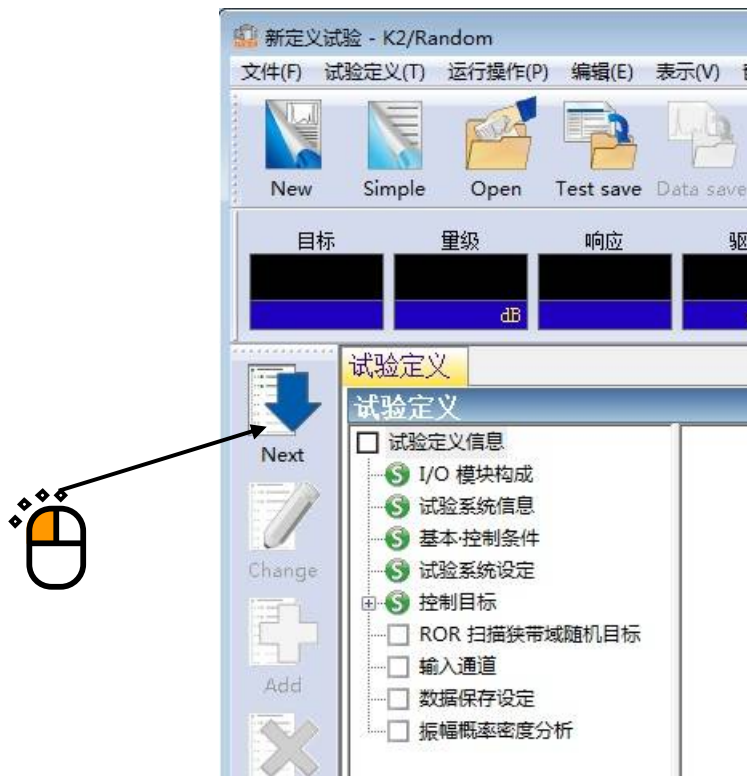 新定义试验 - K2/Random
文件(F) 试验定义(T) 运行操作(P) 编辑(E) 表示(V)
New Simple Open Test save Data save
目标 量级 响应
dB
试验定义
试验定义
Next
试验定义信息
I/O 模块构成
试验系统信息
基本·控制条件
试验系统设定
控制目标
ROR 扫描狭带域随机目标
输入通道
数据保存设定
振幅概率密度分析
Change
Add